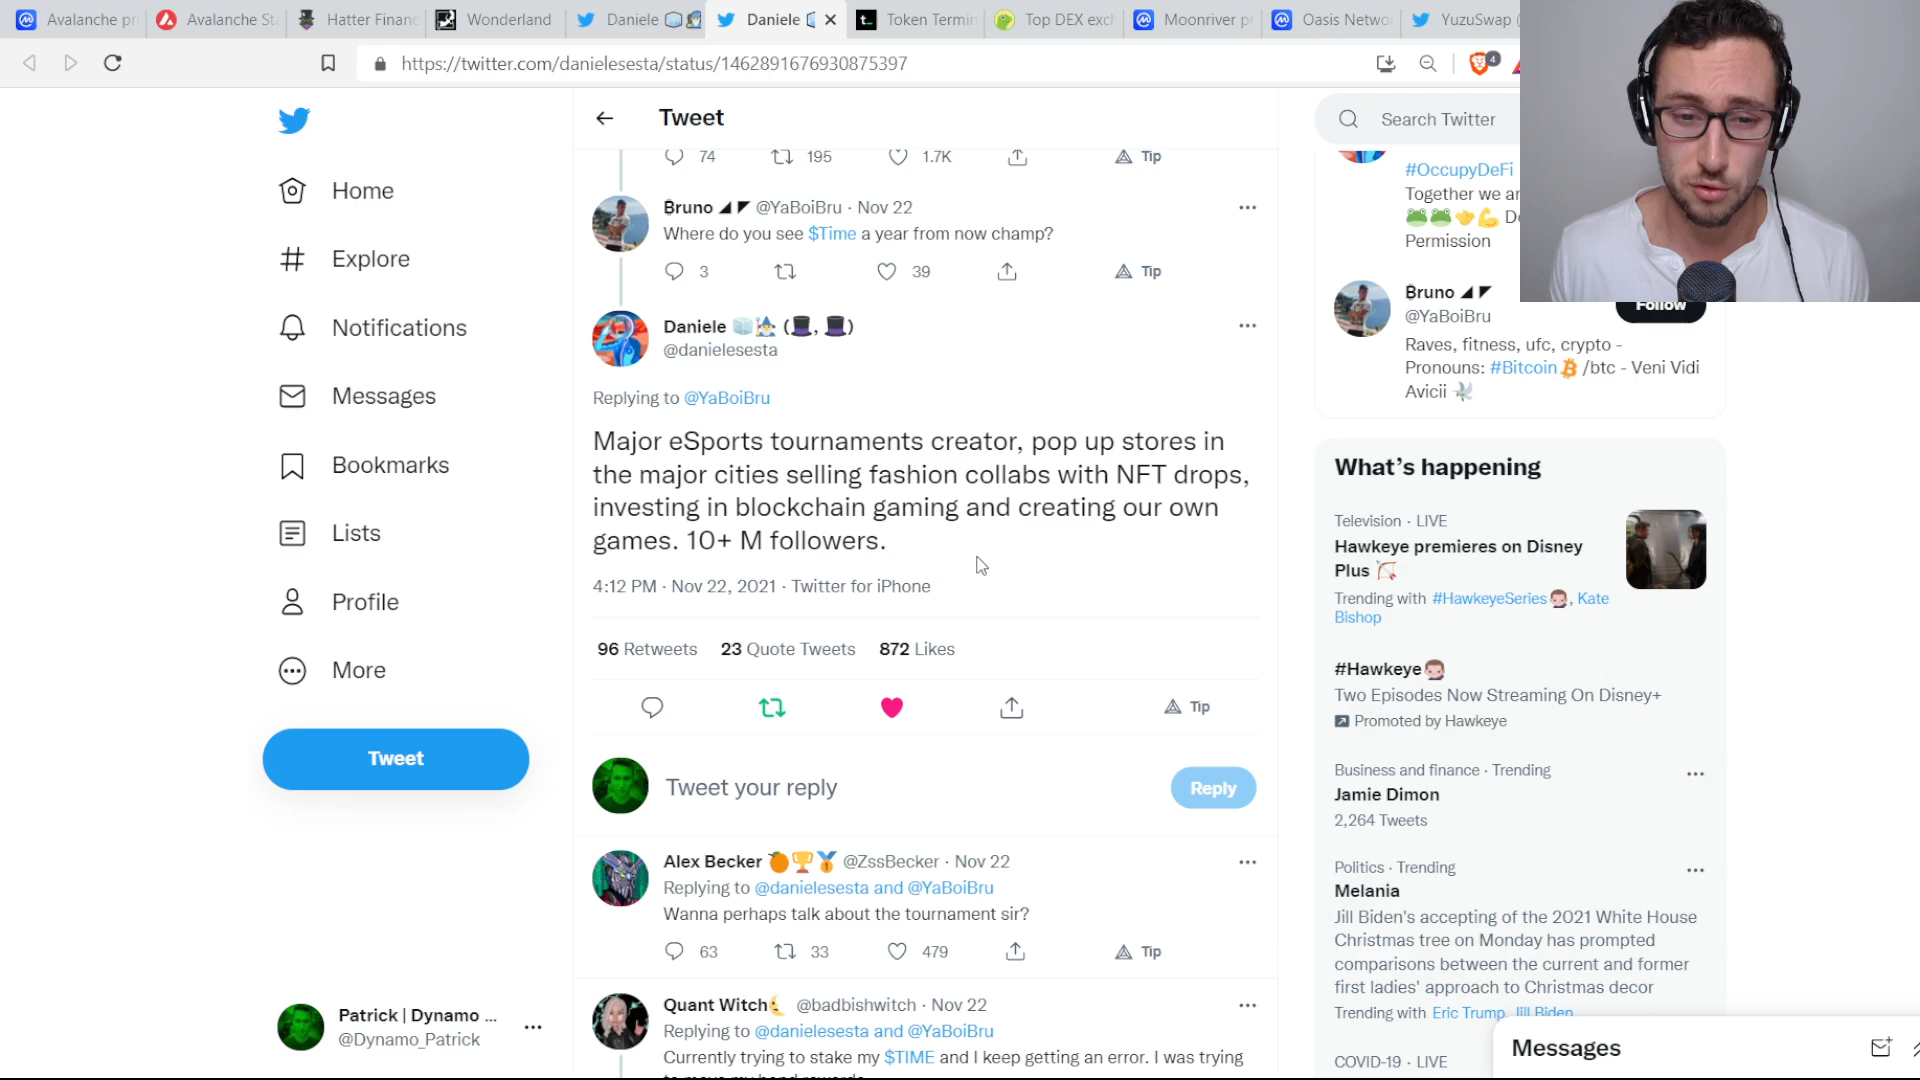 Avalanche pri
Avalanche Sta
Hatter Financ
Wonderland
Daniele
Daniele
Token Termin
Top DEX exch
Moonriver pr
Oasis Networ
YuzuSwap (
https://twitter.com/danielesesta/status/1462891676930875397
4
Tweet
Search Twitter
Home
Explore
Notifications
Messages
Bookmarks
Lists
Profile
More
Tweet
Patrick | Dynamo ...
@Dynamo_Patrick
74 195 1.7K Tip
₿runo ◢ ◤ @YaBoiBru · Nov 22
Where do you see $Time a year from now champ?
3 39 Tip
Daniele 🧊🧙‍♂️ (🎩, 🎩)
@danielesesta
Replying to @YaBoiBru
Major eSports tournaments creator, pop up stores in
the major cities selling fashion collabs with NFT drops,
investing in blockchain gaming and creating our own
games. 10+ M followers.
4:12 PM · Nov 22, 2021 · Twitter for iPhone
96 Retweets 23 Quote Tweets 872 Likes
Tip
Tweet your reply
Reply
Alex Becker 🍊🏆🥇 @ZssBecker · Nov 22
Replying to @danielesesta and @YaBoiBru
Wanna perhaps talk about the tournament sir?
63 33 479 Tip
Quant Witch🌜 @badbishwitch · Nov 22
Replying to @danielesesta and @YaBoiBru
Currently trying to stake my $TIME and I keep getting an error. I was trying
#OccupyDeFi
Together we ar
🐸🐸🤝💪 D
Permission
₿runo ◢ ◤
@YaBoiBru
Follow
Raves, fitness, ufc, crypto -
Pronouns: #Bitcoin /btc - Veni Vidi
Avicii 🕊
What's happening
Television · LIVE
Hawkeye premieres on Disney
Plus 🏹
Trending with #HawkeyeSeries, Kate
Bishop
#Hawkeye
Two Episodes Now Streaming On Disney+
Promoted by Hawkeye
Business and finance · Trending
Jamie Dimon
2,264 Tweets
Politics · Trending
Melania
Jill Biden's accepting of the 2021 White House
Christmas tree on Monday has prompted
comparisons between the current and former
first ladies' approach to Christmas decor
Trending with Eric Trump, Jill Biden
COVID-19 · LIVE
Messages